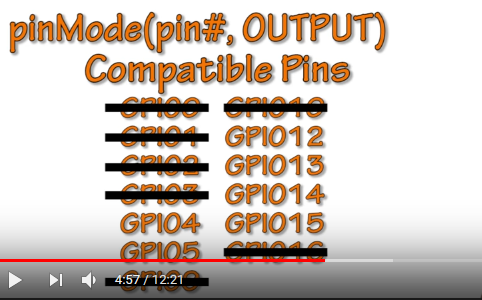 pinMode(pin#, OUTPUT)
Compatible Pins
GPIO0 GPIO10
GPIO1 GPIO12
GPIO2 GPIO13
GPIO3 GPIO14
GPIO4 GPIO15
GPIO5 GPIO16
4:57 / 12:21